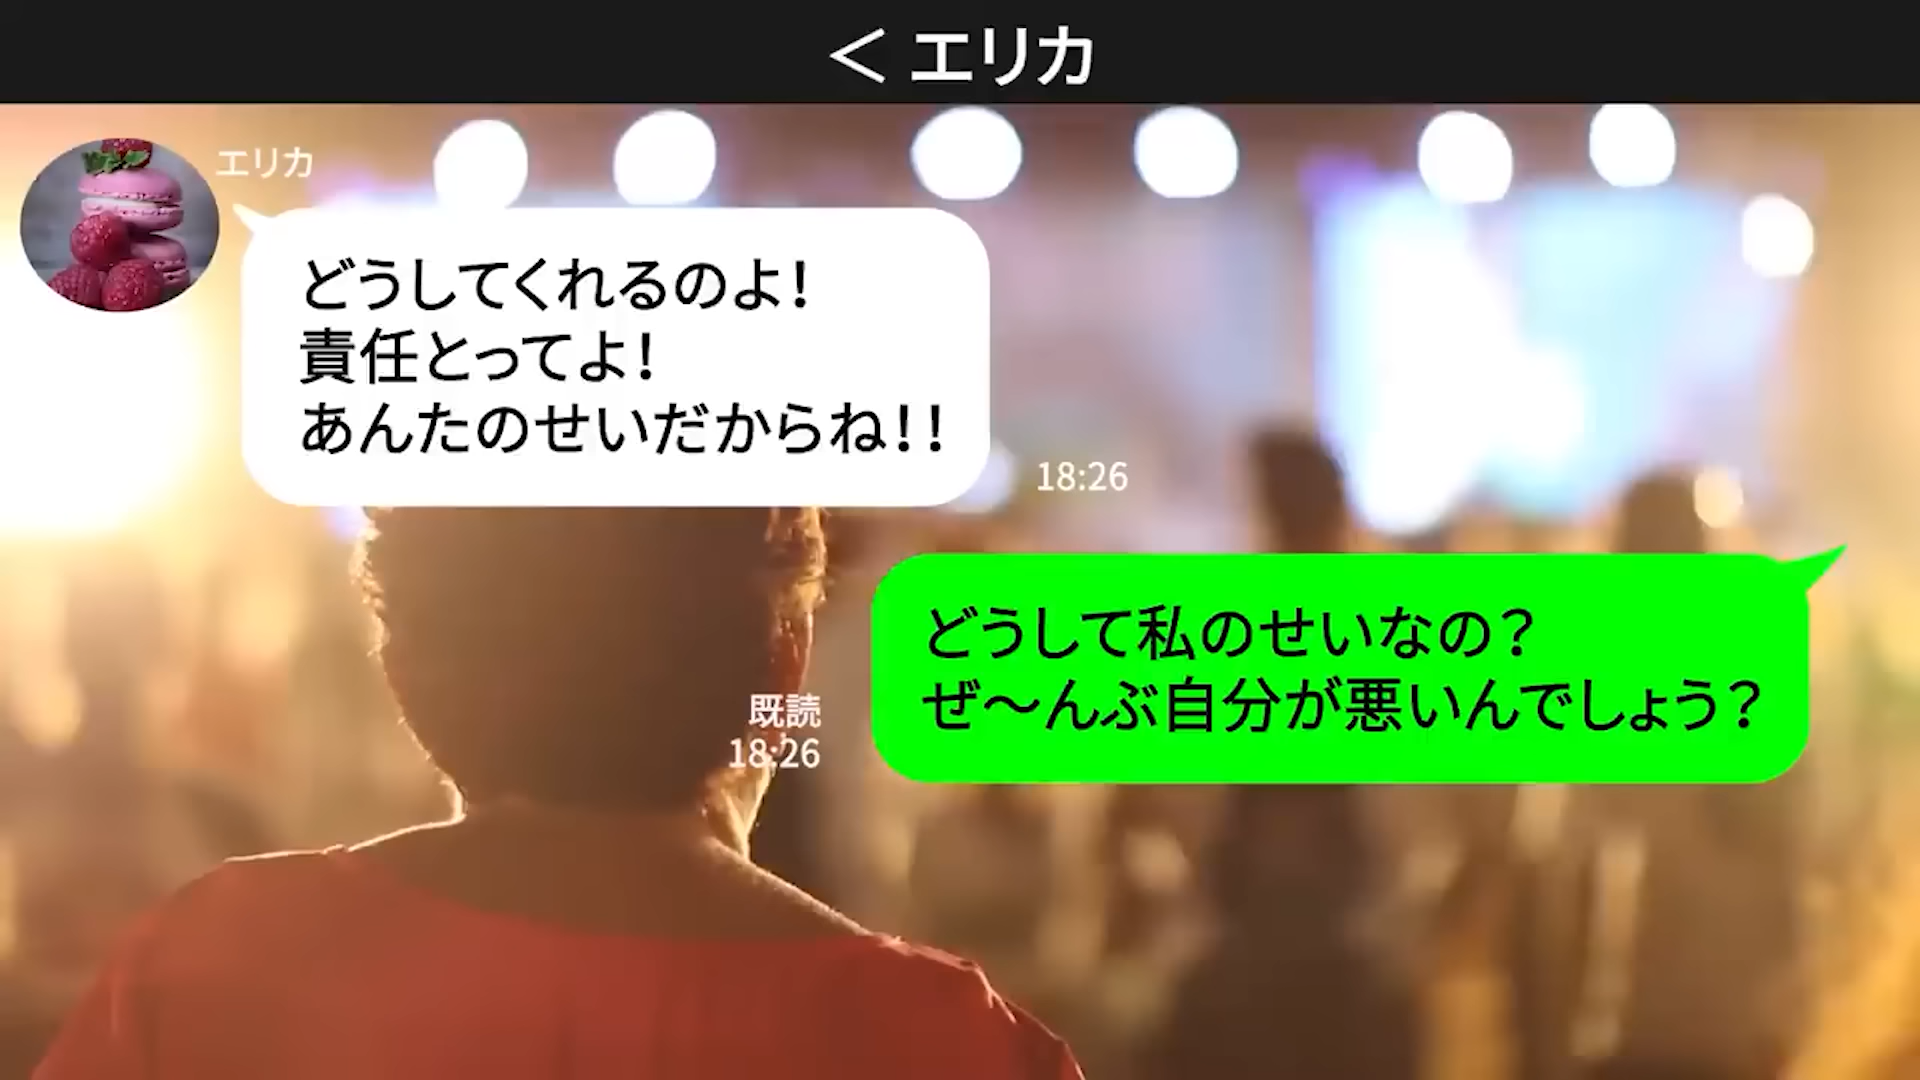 < エリカ
エリカ
どうしてくれるのよ!
責任とってよ!
あんたのせいだからね!!
18:26
どうして私のせいなの?
ぜ〜んぶ自分が悪いんでしょう?
既読
18:26